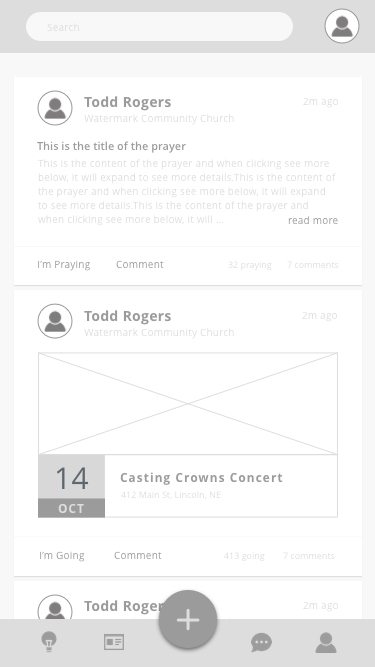 Search
Todd Rogers
2m ago
Watermark Community Church
This is the title of the prayer
This is the content of the prayer and when clicking see more
below, it will expand to see more details.This is the content of
the prayer and when clicking see more below, it will expand
to see more details.This is the content of the prayer and
when clicking see more below, it will ...
read more
I'm Praying
Comment
32 praying
7 comments
Todd Rogers
2m ago
Watermark Community Church
14
OCT
Casting Crowns Concert
412 Main St, Lincoln, NE
I'm Going
Comment
413 going
7 comments
Todd Roger
2m ago